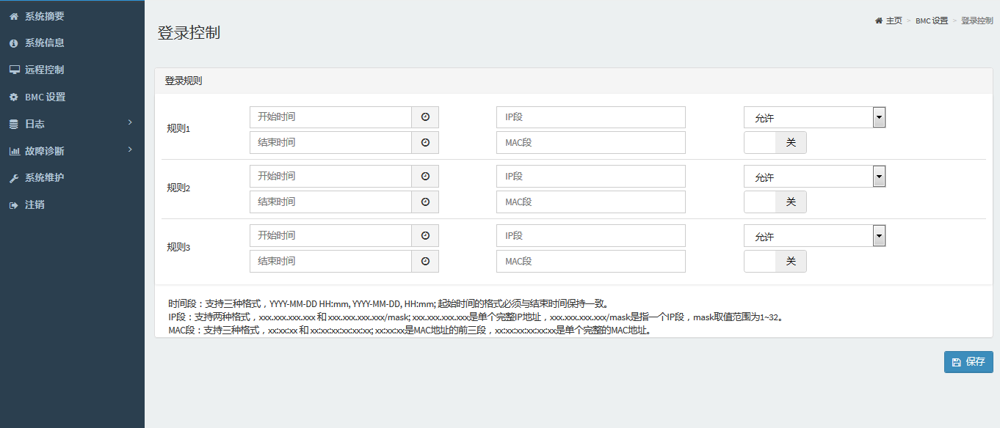 系统摘要
系统信息
远程控制
BMC 设置
日志
故障诊断
系统维护
注销
登录控制
主页 > BMC 设置 > 登录控制
登录规则
规则1
开始时间
IP段
允许
结束时间
MAC段
关
规则2
开始时间
IP段
允许
结束时间
MAC段
关
规则3
开始时间
IP段
允许
结束时间
MAC段
关
时间段：支持三种格式，YYYY-MM-DD HH:mm, YYYY-MM-DD, HH:mm; 起始时间的格式必须与结束时间保持一致。
IP段：支持两种格式，xxx.xxx.xxx.xxx 和 xxx.xxx.xxx.xxx/mask; xxx.xxx.xxx.xxx是单个完整IP地址，xxx.xxx.xxx.xxx/mask是指一个IP段，mask取值范围为1~32。
MAC段：支持三种格式，xx:xx:xx 和 xx:xx:xx:xx:xx:xx; xx:xx:xx是MAC地址的前三段，xx:xx:xx:xx:xx:xx是单个完整的MAC地址。
保存